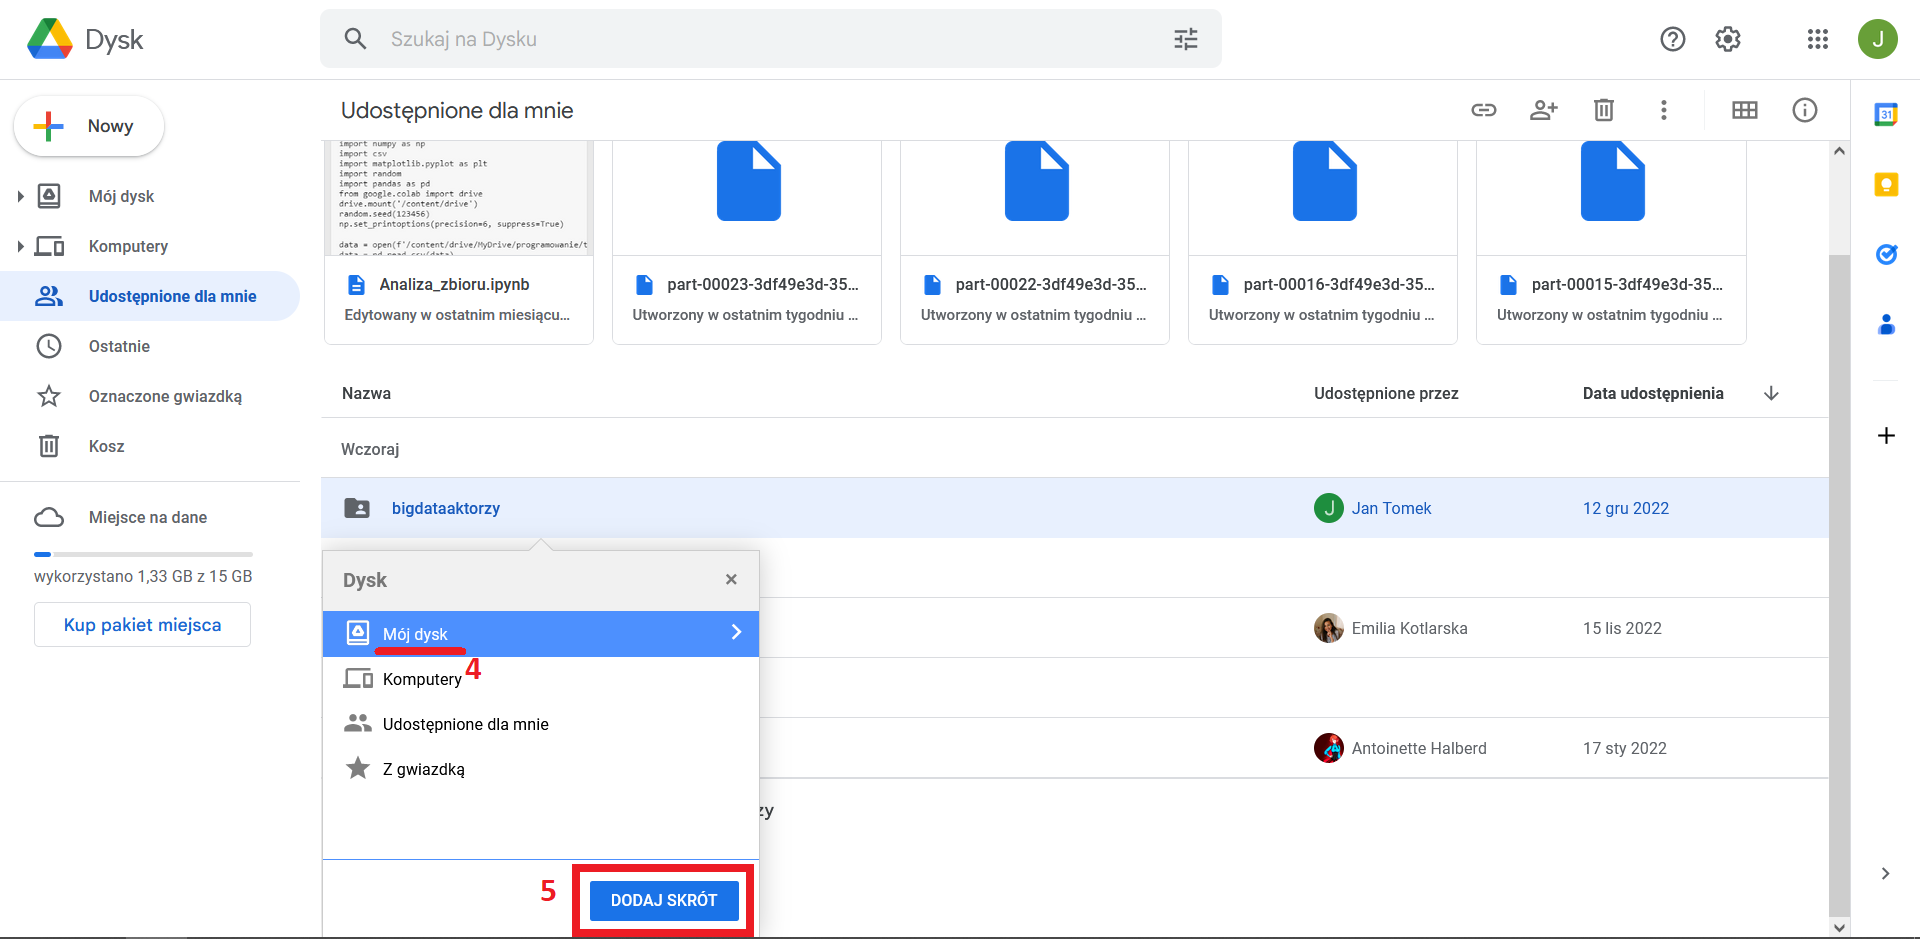 Dysk
Szukaj na Dysku
J
Nowy
Mój dysk
Komputery
Udostępnione dla mnie
Ostatnie
Oznaczone gwiazdką
Kosz
Miejsce na dane
wykorzystano 1,33 GB z 15 GB
Kup pakiet miejsca
Udostępnione dla mnie
31
import numpy as np
import csv
import matplotlib.pyplot as plt
import random
import pandas as pd
from google.colab import drive
drive.mount('/content/drive')
random.seed(123456)
np.set_printoptions(precision=6, suppress=True)
data = open(f'/content/drive/MyDrive/programowanie/t
data = pd.read_csv(data)
Analiza_zbioru.ipynb
Edytowany w ostatnim miesiącu...
part-00023-3df49e3d-35...
Utworzony w ostatnim tygodniu ...
part-00022-3df49e3d-35...
Utworzony w ostatnim tygodniu ...
part-00016-3df49e3d-35...
Utworzony w ostatnim tygodniu ...
part-00015-3df49e3d-35...
Utworzony w ostatnim tygodniu ...
Nazwa Udostępnione przez Data udostępnienia
Wczoraj
bigdataaktorzy J Jan Tomek 12 gru 2022
Emilia Kotlarska 15 lis 2022
Antoinette Halberd 17 sty 2022
Dysk ×
Mój dysk
4
Komputery
Udostępnione dla mnie
Z gwiazdką
zy
5
DODAJ SKRÓT